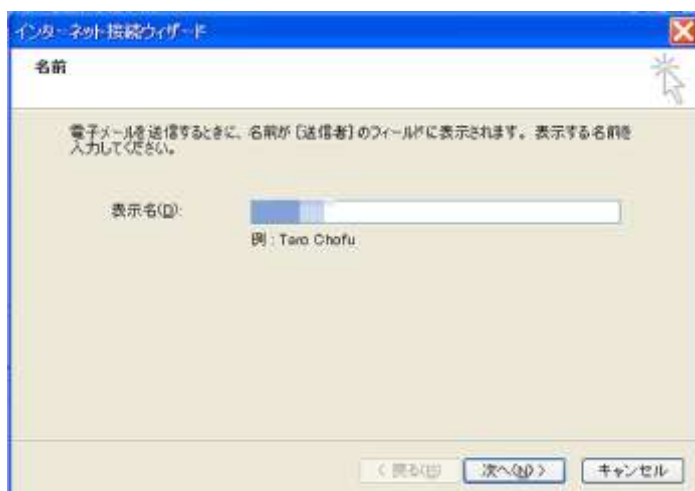 インターネット接続ウィザード
名前
電子メールを送信するときに、名前が [送信者] のフィールドに表示されます。表示する名前を
入力してください。
表示名(D):
例 : Taro Chofu
< 戻る(B) 次へ(N) > キャンセル